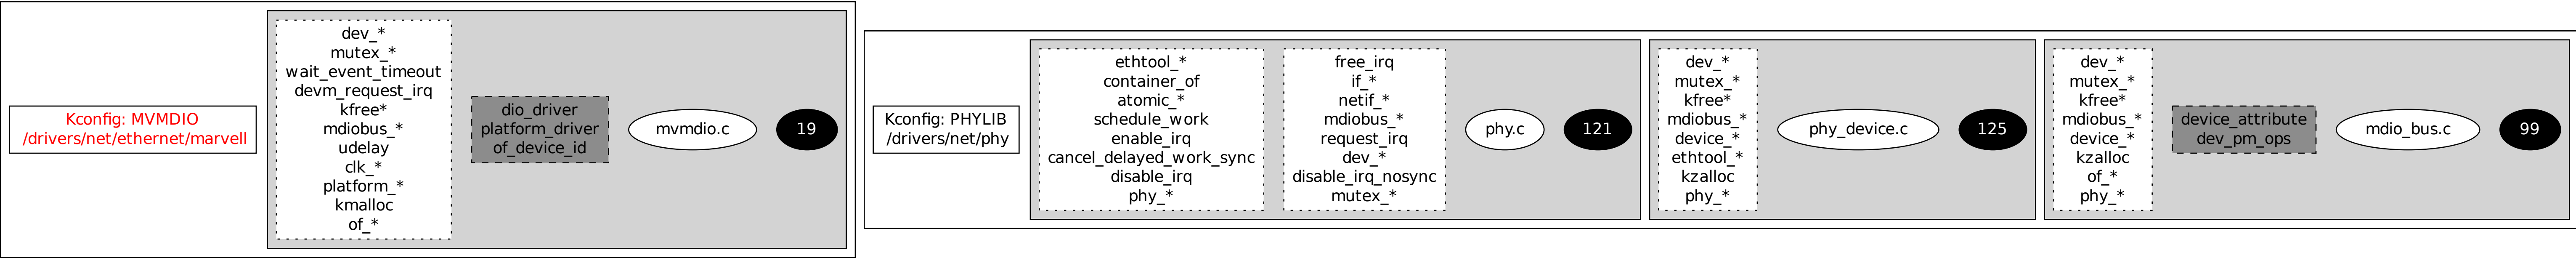 Kconfig: MVMDIO
/drivers/net/ethernet/marvell
dev_*
mutex_*
wait_event_timeout
devm_request_irq
kfree*
mdiobus_*
udelay
clk_*
platform_*
kmalloc
of_*
dio_driver
platform_driver
of_device_id
mvmdio.c
19
Kconfig: PHYLIB
/drivers/net/phy
ethtool_*
container_of
atomic_*
schedule_work
enable_irq
cancel_delayed_work_sync
disable_irq
phy_*
free_irq
if_*
netif_*
mdiobus_*
request_irq
dev_*
disable_irq_nosync
mutex_*
phy.c
121
dev_*
mutex_*
kfree*
mdiobus_*
device_*
ethtool_*
kzalloc
phy_*
phy_device.c
125
dev_*
mutex_*
kfree*
mdiobus_*
device_*
kzalloc
of_*
phy_*
device_attribute
dev_pm_ops
mdio_bus.c
99